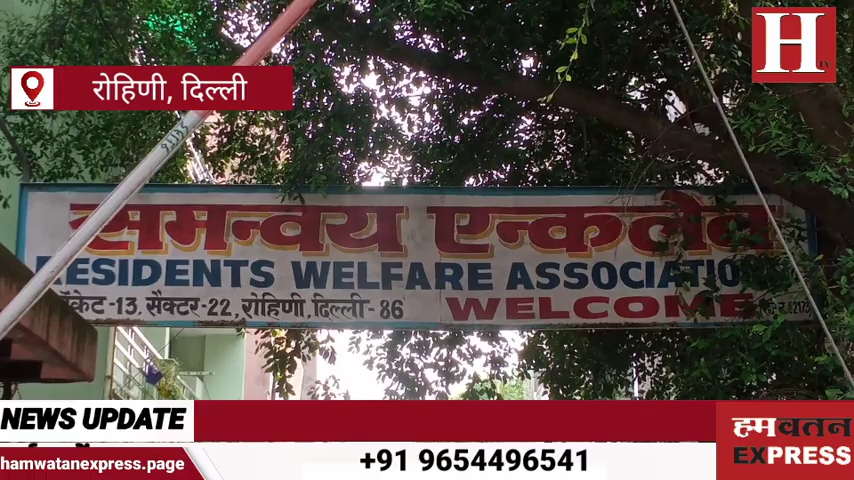 H
TV
रोहिणी, दिल्ली
समन्वय एन्कलेव
RESIDENTS WELFARE ASSOCIATION
पॉकेट-13, सैक्टर-22, रोहिणी, दिल्ली-86 WELCOME
NEWS UPDATE
hamwatanexpress.page
+91 9654496541
हमवतन
EXPRESS